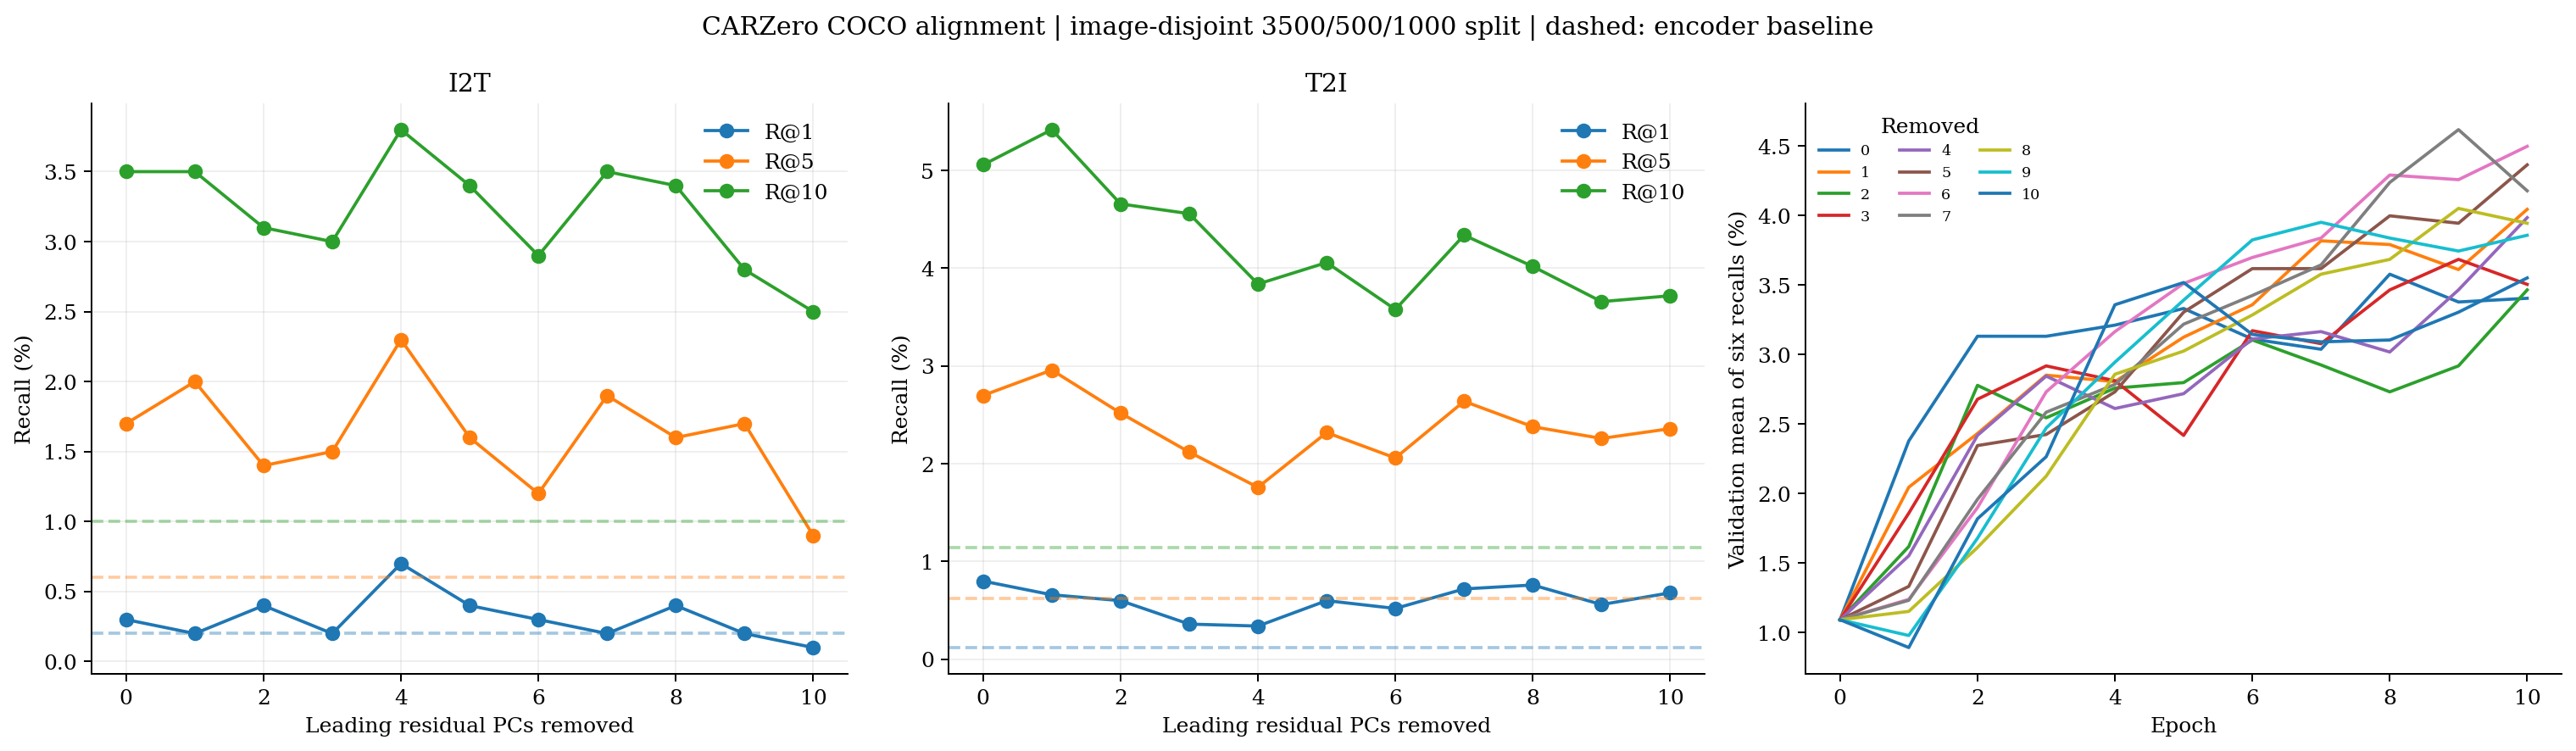 CARZero COCO alignment | image-disjoint 3500/500/1000 split | dashed: encoder baseline
I2T
Recall (%)
3.5
3.0
2.5
2.0
1.5
1.0
0.5
0.0
0 2 4 6 8 10
Leading residual PCs removed
R@1
R@5
R@10
T2I
Recall (%)
5
4
3
2
1
0
0 2 4 6 8 10
Leading residual PCs removed
R@1
R@5
R@10
Validation mean of six recalls (%)
4.5
4.0
3.5
3.0
2.5
2.0
1.5
1.0
0 2 4 6 8 10
Epoch
Removed
0 4 8
1 5 9
2 6 10
3 7